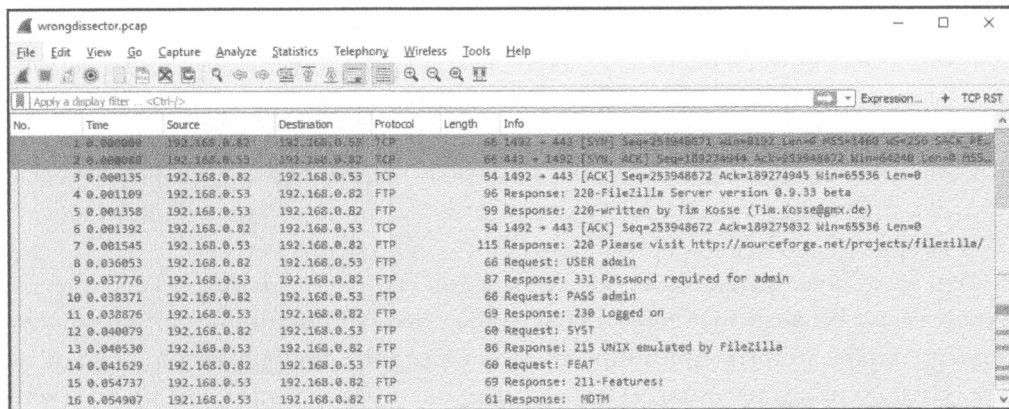 wrongdissector.pcap
File Edit View Go Capture Analyze Statistics Telephony Wireless Tools Help
Apply a display filter ... <Ctrl-/> Expression... + TCP RST
No. Time Source Destination Protocol Length Info
1 0.000000 192.168.0.82 192.168.0.53 TCP 66 1492 → 443 [SYN] Seq=253948671 Win=8192 Len=0 MSS=1460 WS=256 SACK_PE...
2 0.000088 192.168.0.53 192.168.0.82 TCP 66 443 → 1492 [SYN, ACK] Seq=189274944 Ack=253948672 Win=64240 Len=0 MSS...
3 0.000135 192.168.0.82 192.168.0.53 TCP 54 1492 → 443 [ACK] Seq=253948672 Ack=189274945 Win=65536 Len=0
4 0.001109 192.168.0.53 192.168.0.82 FTP 96 Response: 220-FileZilla Server version 0.9.33 beta
5 0.001358 192.168.0.53 192.168.0.82 FTP 99 Response: 220-written by Tim Kosse (Tim.Kosse@gmx.de)
6 0.001392 192.168.0.82 192.168.0.53 TCP 54 1492 → 443 [ACK] Seq=253948672 Ack=189275032 Win=65536 Len=0
7 0.001545 192.168.0.53 192.168.0.82 FTP 115 Response: 220 Please visit http://sourceforge.net/projects/filezilla/
8 0.036053 192.168.0.82 192.168.0.53 FTP 66 Request: USER admin
9 0.037776 192.168.0.53 192.168.0.82 FTP 87 Response: 331 Password required for admin
10 0.038371 192.168.0.82 192.168.0.53 FTP 66 Request: PASS admin
11 0.038876 192.168.0.53 192.168.0.82 FTP 69 Response: 230 Logged on
12 0.040079 192.168.0.82 192.168.0.53 FTP 60 Request: SYST
13 0.040530 192.168.0.53 192.168.0.82 FTP 86 Response: 215 UNIX emulated by FileZilla
14 0.041629 192.168.0.82 192.168.0.53 FTP 60 Request: FEAT
15 0.054737 192.168.0.53 192.168.0.82 FTP 69 Response: 211-Features:
16 0.054907 192.168.0.53 192.168.0.82 FTP 61 Response: MDTM